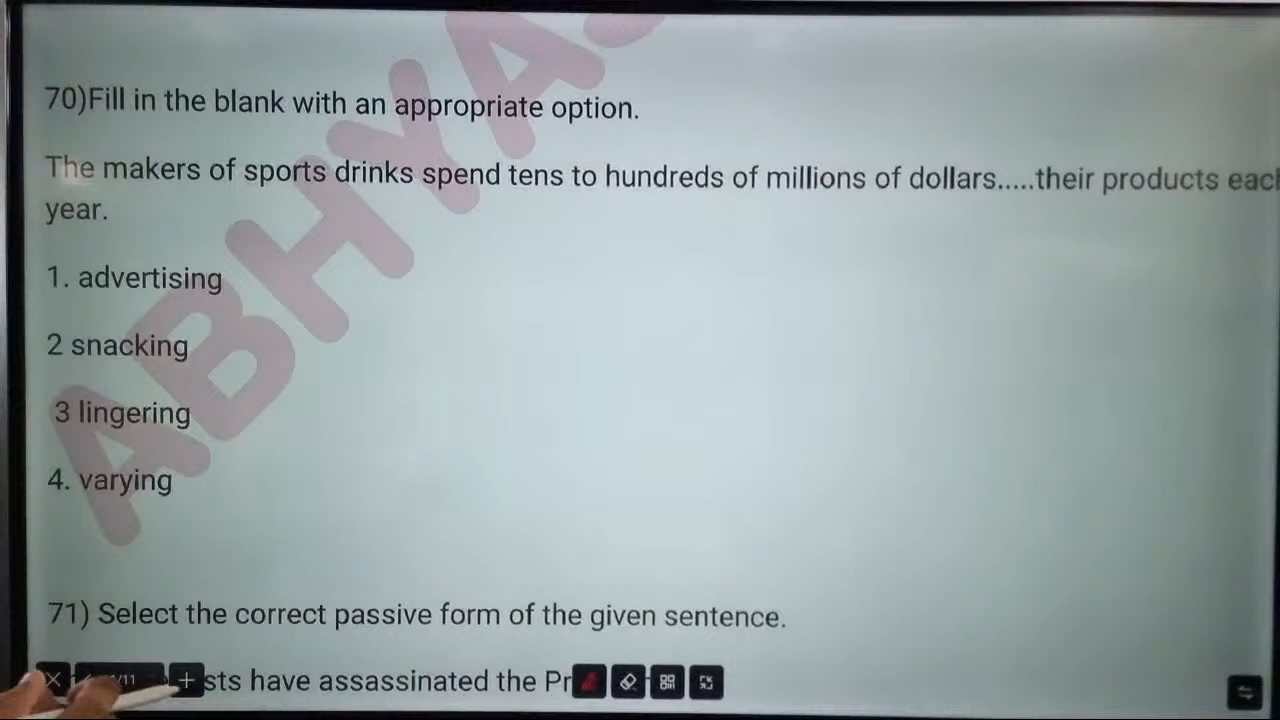 70)Fill in the blank with an appropriate option.
The makers of sports drinks spend tens to hundreds of millions of dollars.....their products each
year.
1. advertising
2 snacking
3 lingering
4. varying
71) Select the correct passive form of the given sentence.
sts have assassinated the Pr
ABHYAS